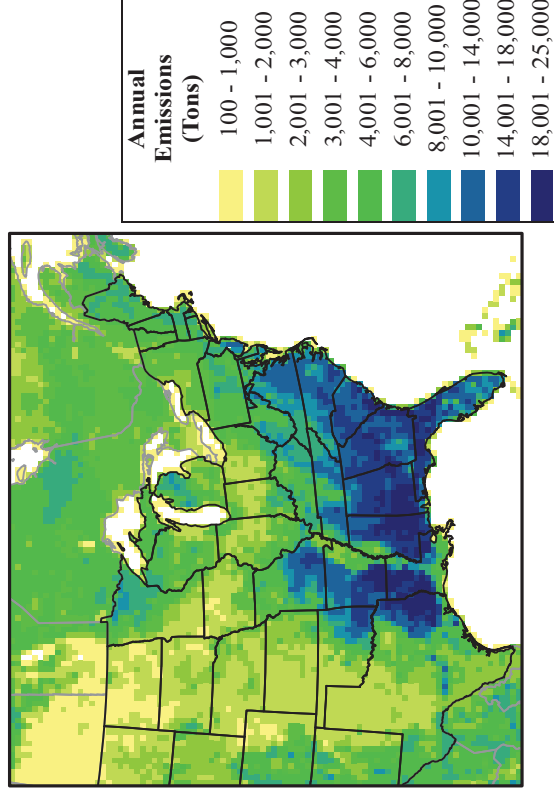 Annual
Emissions
(Tons)
100 - 1,000
1,001 - 2,000
2,001 - 3,000
3,001 - 4,000
4,001 - 6,000
6,001 - 8,000
8,001 - 10,000
10,001 - 14,000
14,001 - 18,000
18,001 - 25,000